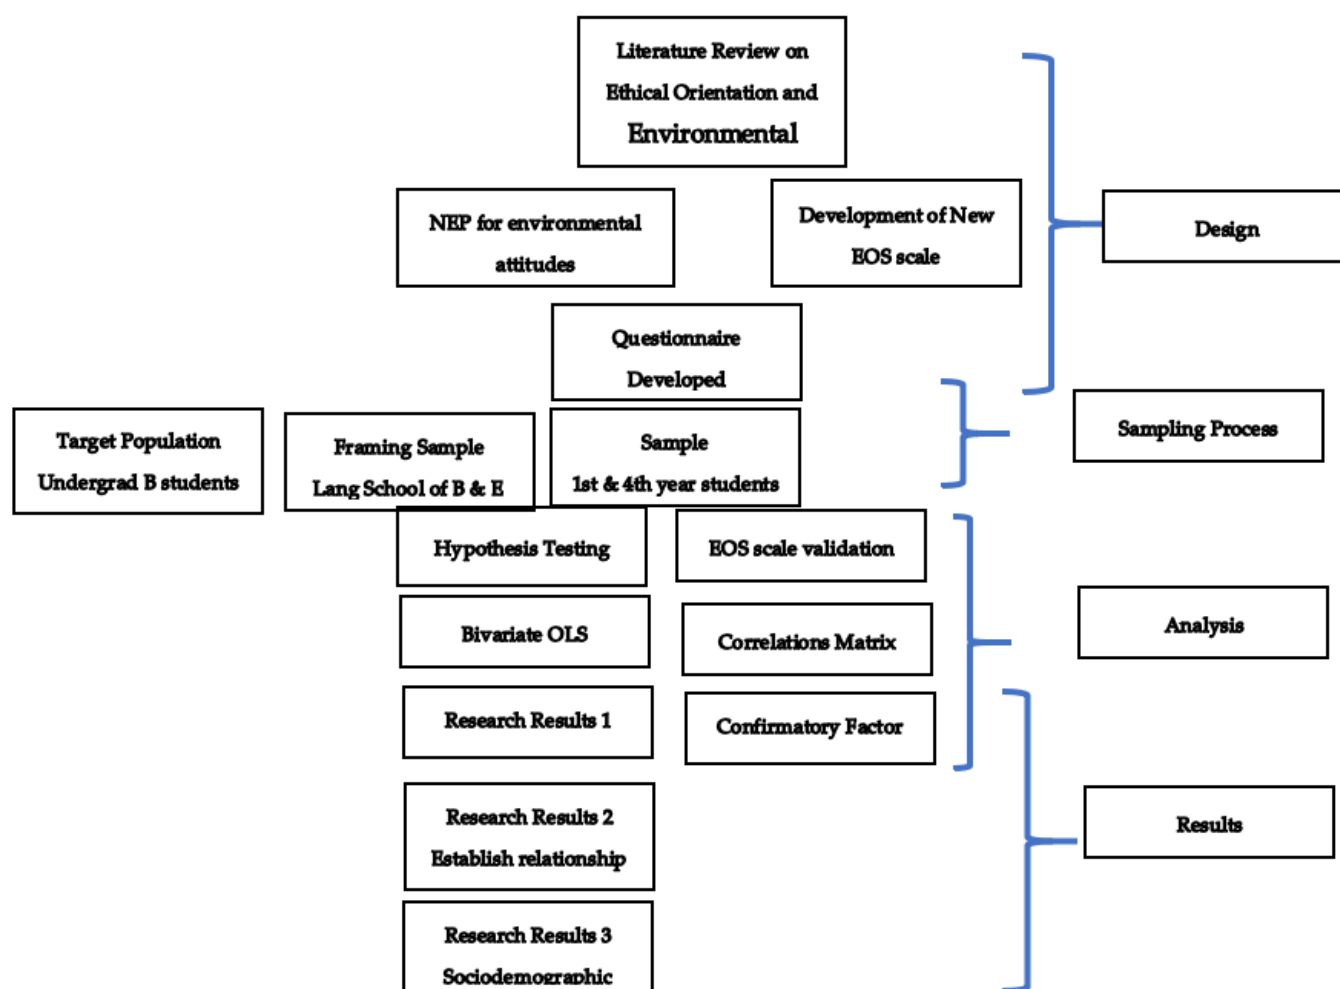 Literature Review on
Ethical Orientation and
Environmental
NEP for environmental
attitudes
Development of New
EOS scale
Design
Questionnaire
Developed
Target Population
Undergrad B students
Framing Sample
Lang School of B & E
Sample
1st & 4th year students
Sampling Process
Hypothesis Testing
EOS scale validation
Bivariate OLS
Correlations Matrix
Analysis
Research Results 1
Confirmatory Factor
Research Results 2
Establish relationship
Results
Research Results 3
Sociodemographic